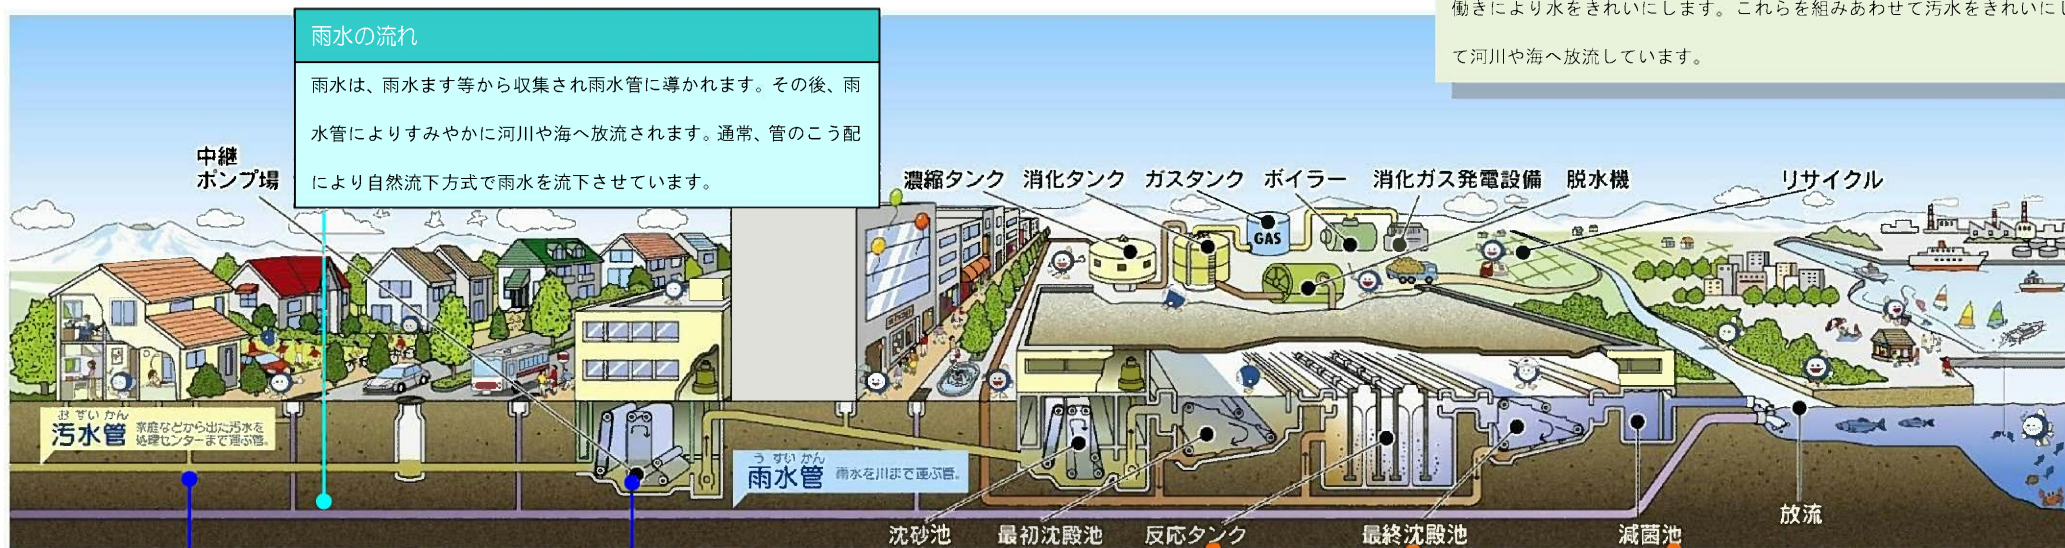 働きにより水をきれいにします。これらを組みあわせて汚水をきれいにし
て河川や海へ放流しています。
雨水の流れ
雨水は、雨水ます等から収集され雨水管に導かれます。その後、雨
水管によりすみやかに河川や海へ放流されます。通常、管のこう配
により自然流下方式で雨水を流下させています。
中継
ポンプ場
濃縮タンク
消化タンク
ガスタンク
ボイラー
消化ガス発電設備
脱水機
リサイクル
GAS
おすいかん
汚水管
家庭などから出た汚水を
処理センターまで運ぶ管。
うすいかん
雨水管
雨水を川まで運ぶ管。
沈砂池
最初沈殿池
反応タンク
最終沈殿池
滅菌池
放流